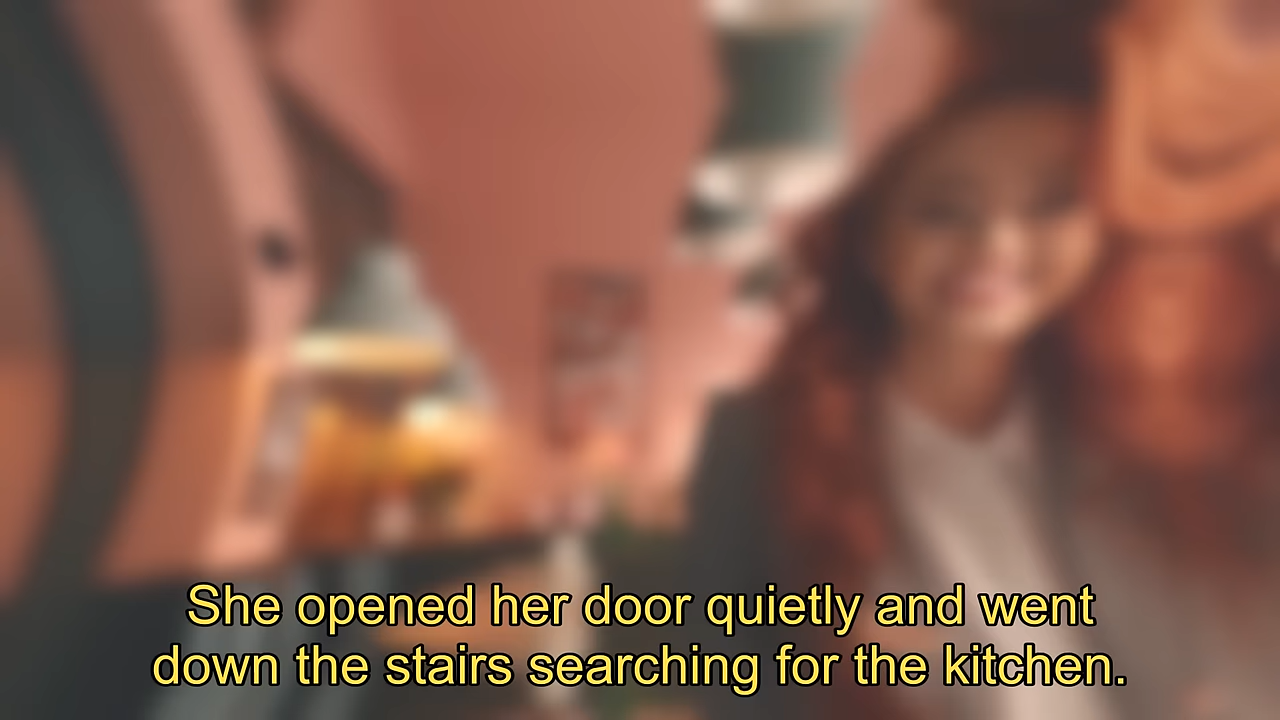 She opened her door quietly and went
down the stairs searching for the kitchen.